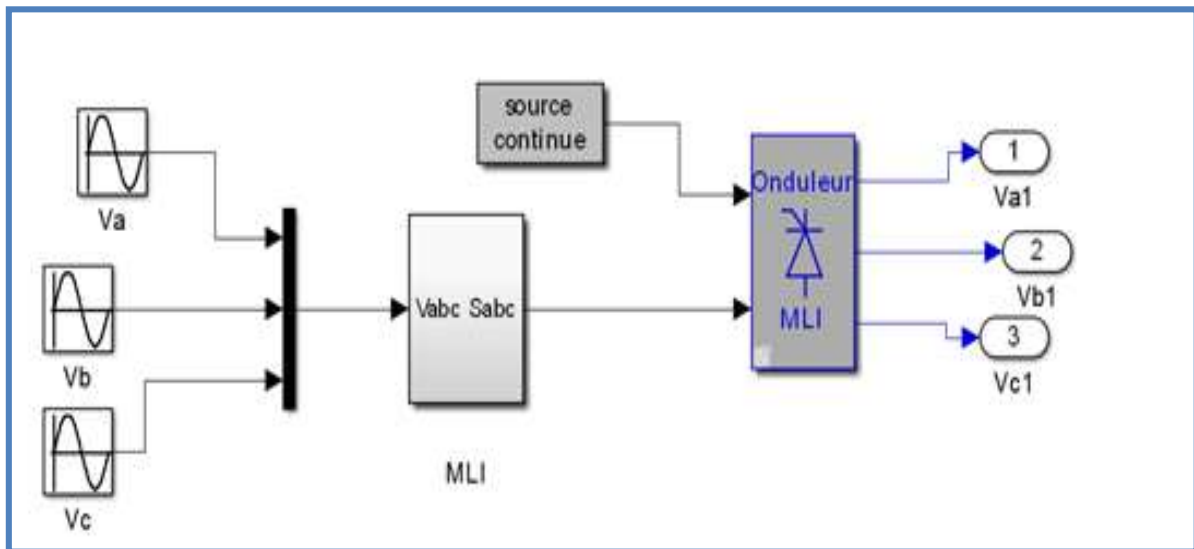 Va
Vb
Vc
Vabc Sabc
MLI
source
continue
Onduleur
MLI
1
Va1
2
Vb1
3
Vc1